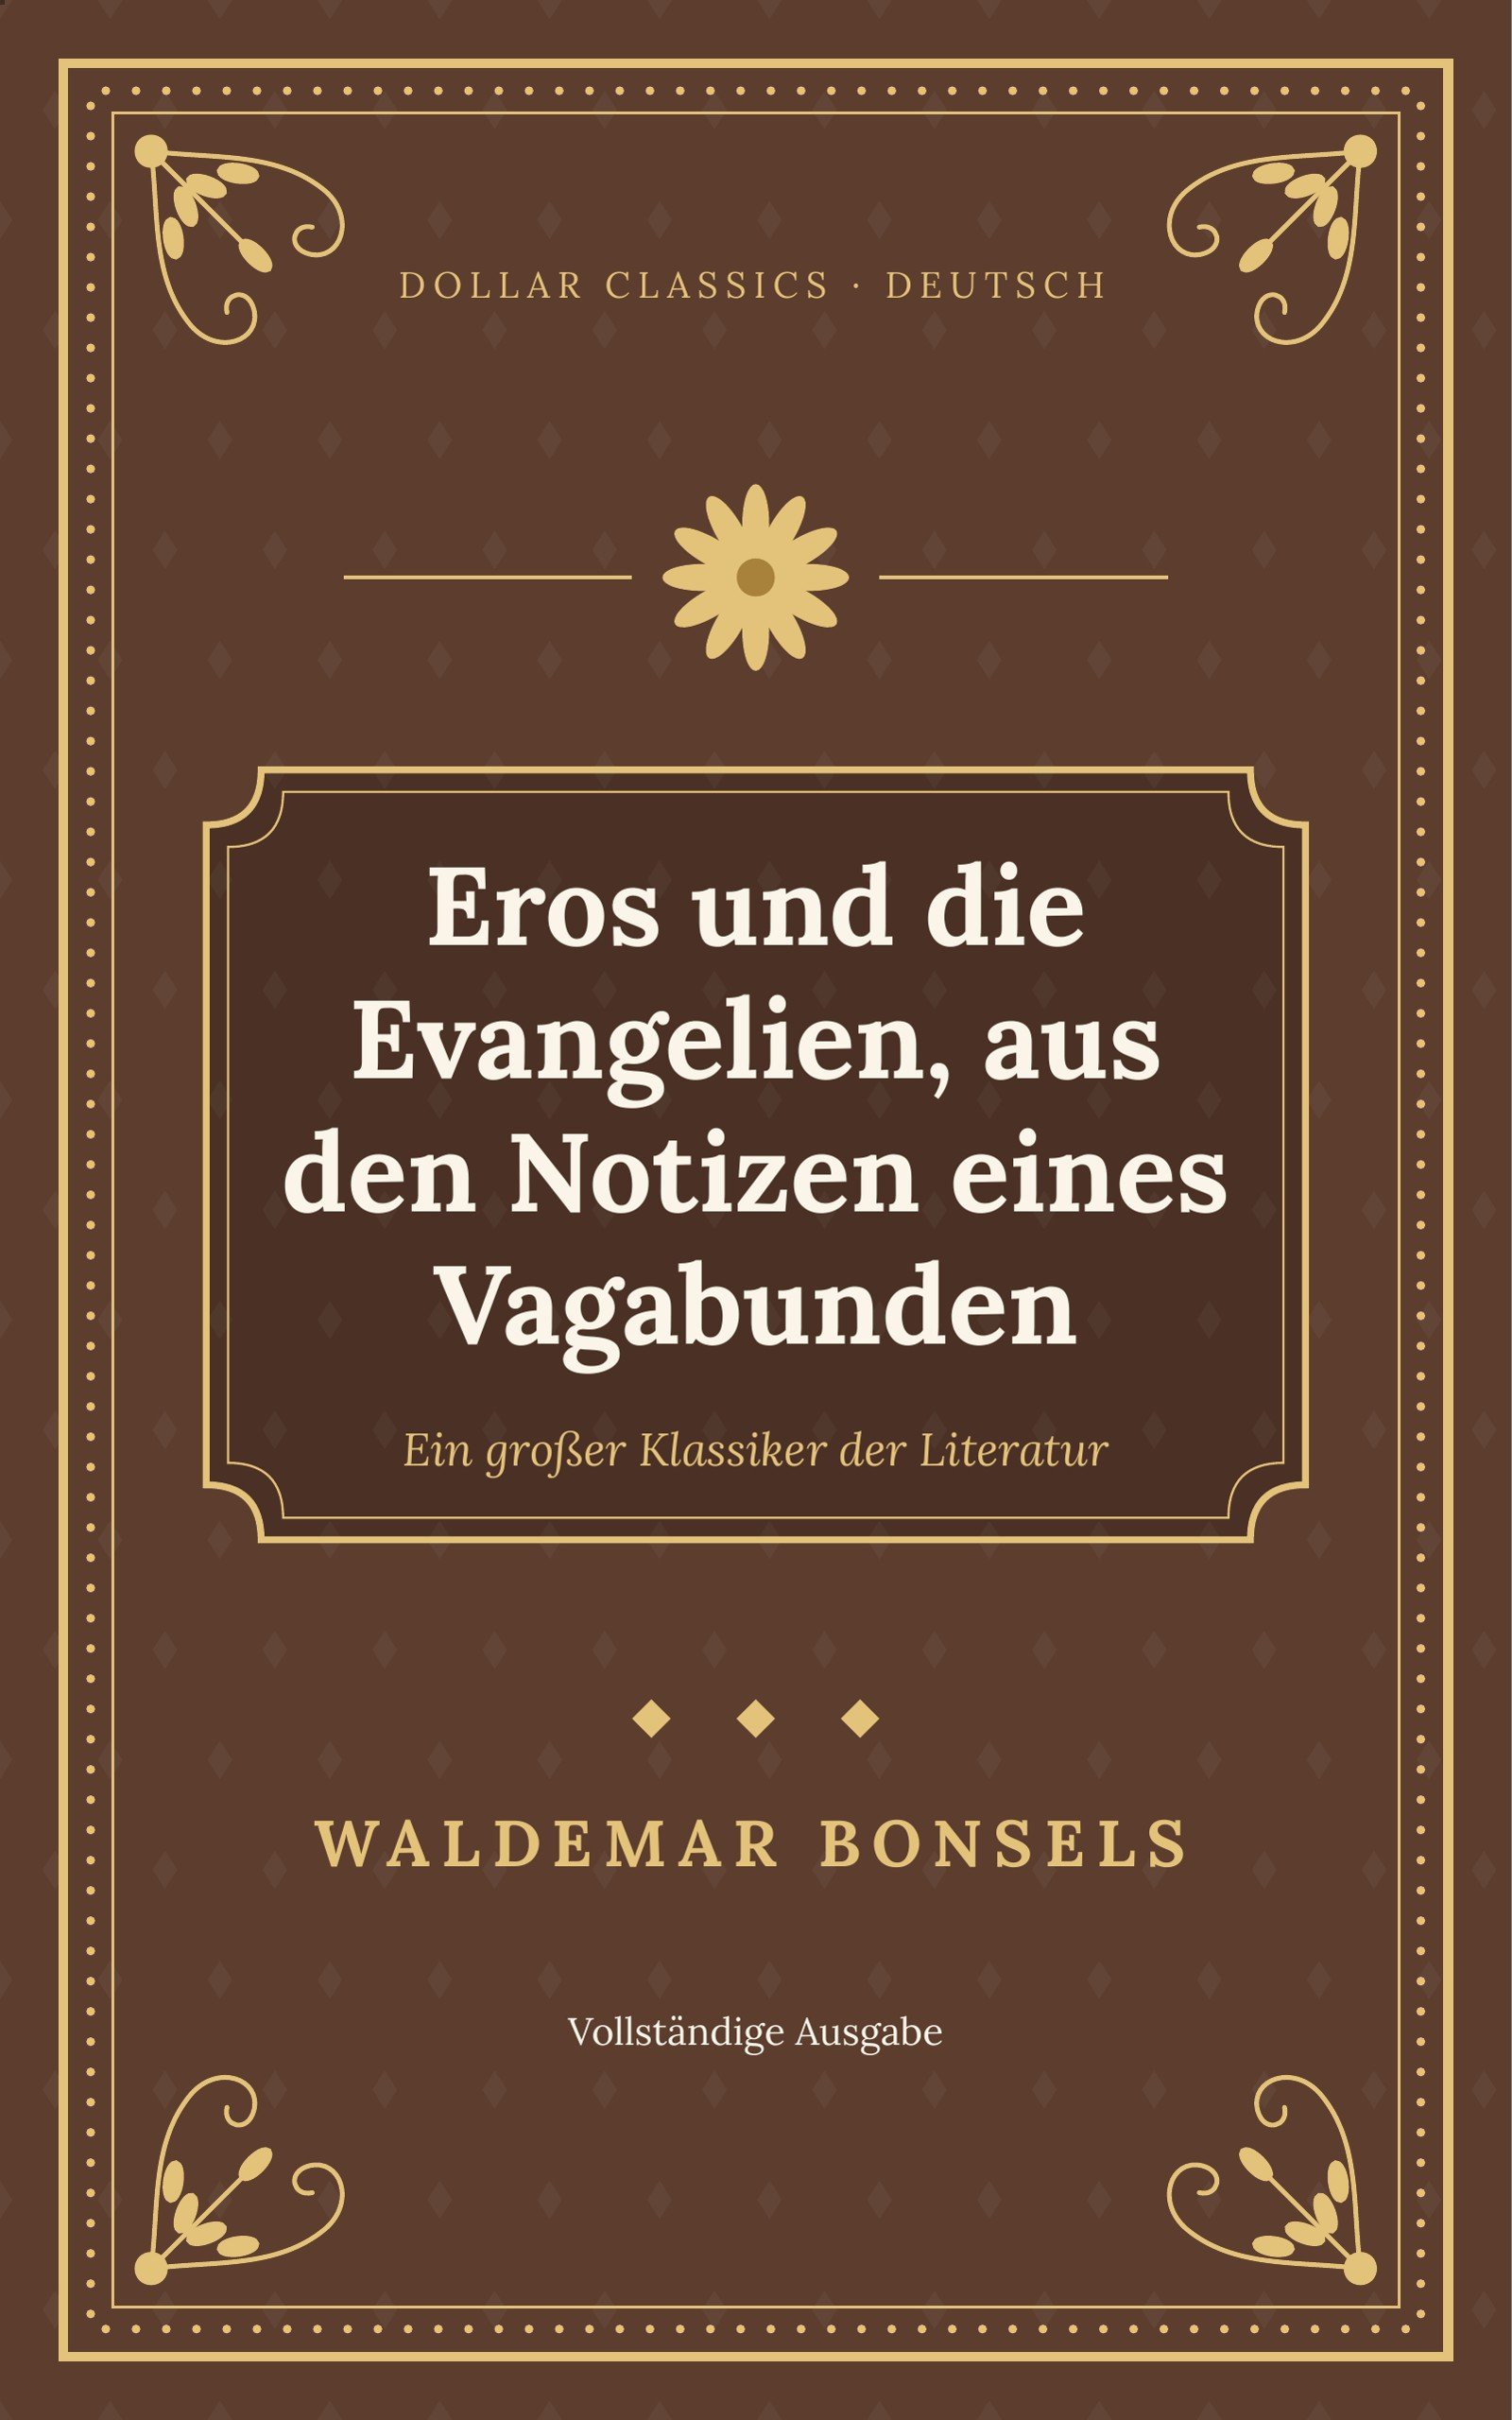 DOLLAR CLASSICS · DEUTSCH
Eros und die
Evangelien, aus
den Notizen eines
Vagabunden
Ein großer Klassiker der Literatur
WALDEMAR BONSELS
Vollständige Ausgabe